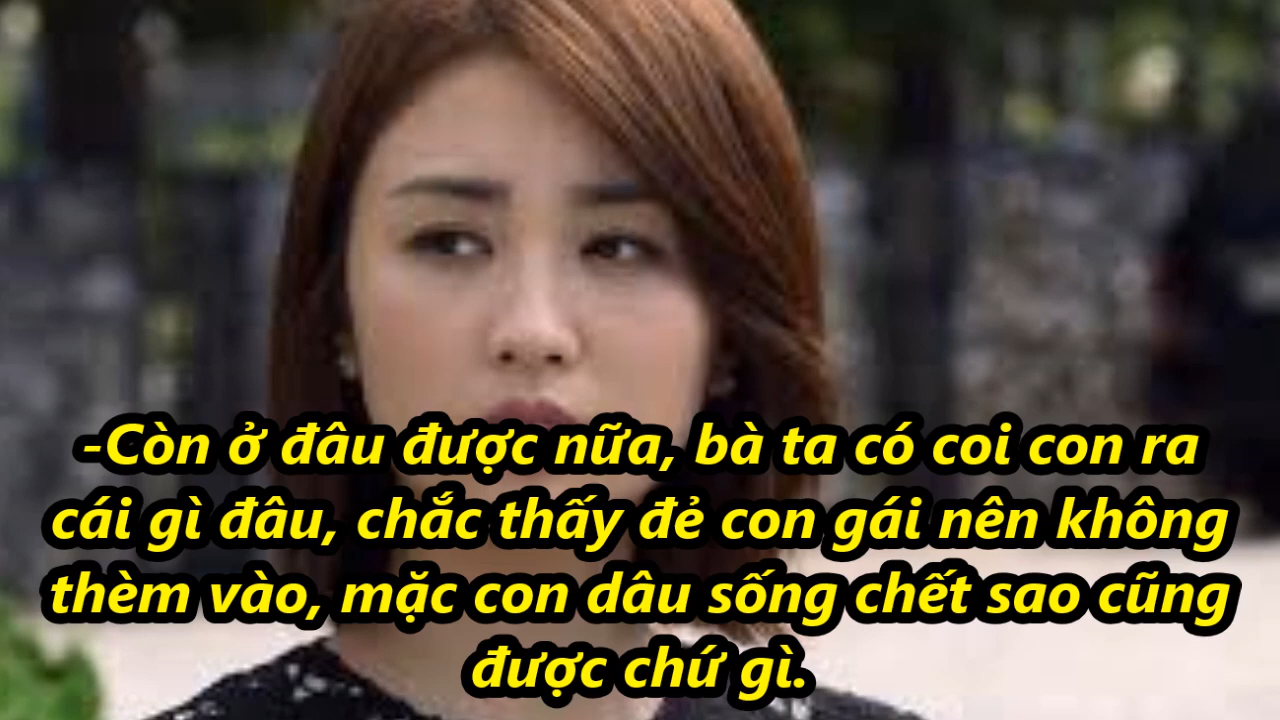 -Còn ở đâu được nữa, bà ta có coi con ra
cái gì đâu, chắc thấy đẻ con gái nên không
thèm vào, mặc con dâu sống chết sao cũng
được chứ gì.